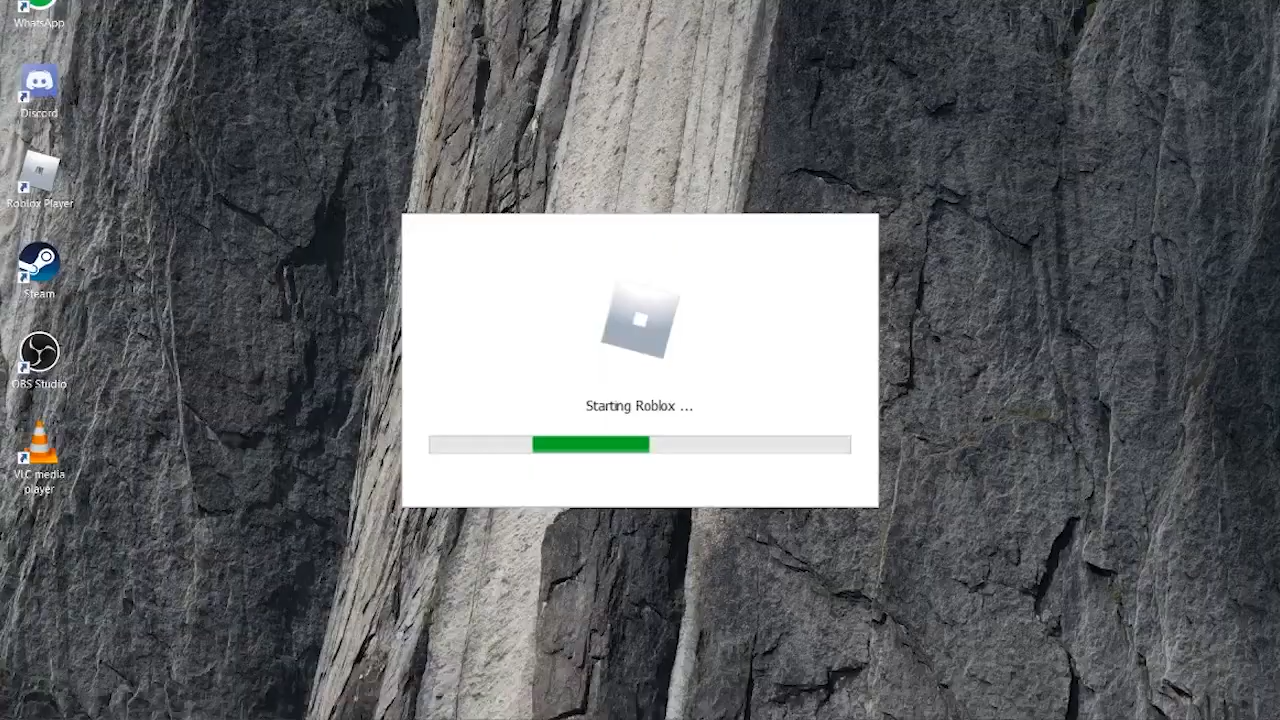 WhatsApp
Discord
Roblox Player
Steam
OBS Studio
VLC media
player
Starting Roblox ...